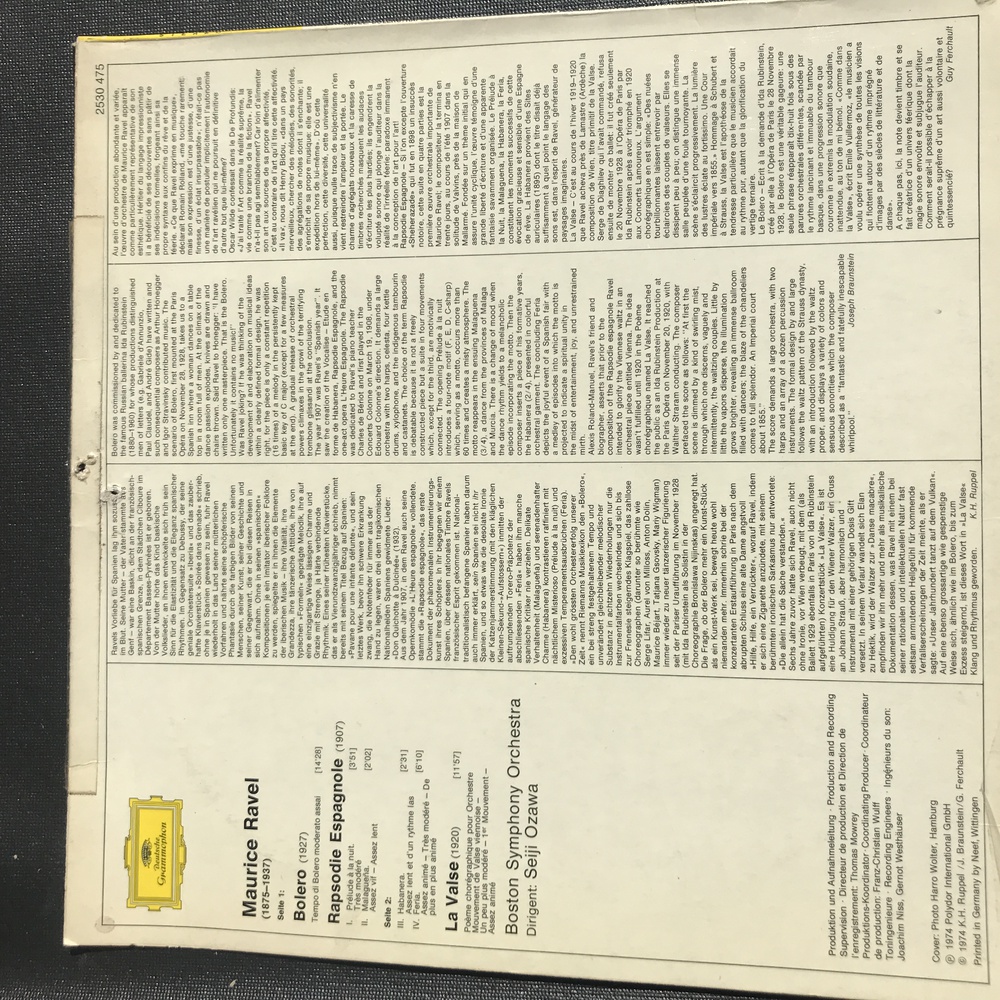 2530 475
Deutsche
Grammophon
Maurice Ravel
(1875–1937)
Seite 1:
Bolero (1927)
Tempo di Bolero moderato assai [14'28]
Rapsodie Espagnole (1907)
I. Prélude à la nuit. [3'51]
Très modéré
II. Malagueña. [2'02]
Assez vif – Assez lent
Seite 2:
III. Habanera. [2'31]
Assez lent et d'un rythme las
IV. Feria. [6'10]
Assez animé – Très modéré – De
plus en plus animé
La Valse (1920) [11'57]
Poème chorégraphique pour Orchestre
Mouvement de Valse viennoise –
Un peu plus modéré – 1er Mouvement –
Assez animé
Boston Symphony Orchestra
Dirigent: Seiji Ozawa
Produktion und Aufnahmeleitung · Production and Recording
Supervision · Directeur de production et Direction de
l'enregistrement: Thomas Mowrey
Produktions-Koordinator · Coordinating Producer · Coordinateur
de production: Franz-Christian Wulff
Toningenieure · Recording Engineers · Ingénieurs du son:
Joachim Niss, Gernot Westhäuser
Cover: Photo Harro Wolter, Hamburg
℗ 1974 Polydor International GmbH
© 1974 K.H. Ruppel / J. Braunstein / G. Ferchault
Printed in Germany by Neef, Wittingen
Ravels Vorliebe für Spanien lag ihm
im Blut. Seine Mutter – der Vater stammte aus
Genf – war eine Baskin, dicht an der französisch-
spanischen Grenze, in dem Städtchen Ciboure im
Département Basses-Pyrénées ist er geboren.
Von der Mutter hörte das Kind baskische
Volkslieder, an ihnen entwickelte sich früh sein
Sinn für die Elastizität und die Eleganz spanischer
Rhythmen. Im Gegensatz zu Debussy, der seine
geniale Orchestersuite »Iberia« und das zauber-
hafte Klavierstück »Soirée dans Grenade« schrieb,
ohne je in Spanien gewesen zu sein, fuhr Ravel
wiederholt in das Land seiner mütterlichen
Vorfahren und nährte seine schöpferische
Phantasie durch die farbigen Bilder von seinen
Menschen, seiner Kunst, seiner Geschichte und
seiner Gegenwart, die er bei diesen Reisen in
sich aufnahm. Ohne in seinen »spanischen«
Kompositionen je ein Imitator iberischer Folklore
zu werden, spiegelte er in ihnen die Elemente
der iberischen Musik – ihre Vitalität, ihre
Grandezza, ihre tänzerische Attitüde, ihre von
typischen »Formeln« geprägte Melodik, ihre auf
eine einzigartige Weise lässigen Charme und
Grazie mit Strenge, ja Härte verbindende
Rhythmik. Eines seiner frühesten Klavierstücke,
das er als Vierundzwanzigjähriger schrieb, nimmt
bereits mit seinem Titel Bezug auf Spanien:
»Pavane pour une infante défunte«, und sein
letztes Werk, bevor ihn schwere Erkrankung
zwang, die Notenfeder für immer aus der
Hand zu legen, waren drei dem tragikomischen
Nationalhelden Spaniens gewidmete Lieder:
»Don Quichotte à Dulcinée« (1932).
Aus dem Jahr 1907, in dem Ravel auch seine
Opernkomödie »L'Heure espagnole« vollendete.
stammt die »Rapsodie espagnole«, das erste
Dokument der phänomenalen Instrumentierungs-
kunst ihres Schöpfers. In ihr begegnen wir einem
Spanien, über dessen nationales Timbre Ravels
französischer Esprit gekommen ist. National-
traditionalistisch befangene Spanier haben darum
auch immer erklärt, sein Spanien sei nicht ihr
Spanien, und so etwas wie die desolate Ironie
der Katzenjammerstimmung (mit den kläglichen
Kleinen-Sekund-»Aufstossern«) inmitten der
auftrumpfenden Torero-Präpotenz der
abschliessenden »Feria« haben ihm manche
spanische Kritiker nie verziehen. Delikate
Verhaltenheit (Malagueña) und serenadenhafter
Charme (Habanera) kontrastieren raffiniert mit
nächtlichem Misterioso (Prélude à la nuit) und
exzessiven Temperamentsausbrüchen (Feria).
»Den wohl grössten Orchestererfolg unserer
Zeit« nennt Riemanns Musiklexikon den »Bolero«,
ein bei streng festgehaltenem Tempo und
unverändert gleichbleibender melodischer
Substanz in achtzehn Wiederholungen nur die
Instrumentalfarben wechselndes und sich bis
zur Frenesie steigerndes Klagspiel, das zahllose
Choreographen (darunter so berühmte wie
Serge Lifar, Aurel von Milloss, Anton Dolin,
Maurice Béjart, Tatjana Gsovsky, Marly Wigman)
immer wieder zu neuer tänzerischer Figurierung
seit der Pariser Uraufführung im November 1928
(mit Ida Rubinstein als Solistin in der
Choreographie Bronislawa Nijinskas) angeregt hat.
Die Frage, ob der Bolero mehr ein Kunst-Stück
als ein Kunst-Werk sei, bewegt heute wohl
niemanden mehr. Immerhin schrie bei der
konzertanten Erstaufführung in Paris nach dem
abrupten Schluss eine alte Dame angstvoll
»Hilfe, Hilfe, ein Verrückter«, worauf Ravel, indem
er sich eine Zigarette anzündete, mit seinem
berühmten ironischen Sarkasmus nur antwortete:
»Die allein hat die Sache verstanden.«
Sechs Jahre zuvor hatte sich Ravel, auch nicht
ohne Ironie, vor Wien verbeugt, mit dem (als
Ballett 1929 ebenfalls in Paris von Ida Rubinstein
aufgeführten) Konzertstück »La Valse«. Es ist
eine Huldigung für den Wiener Walzer, ein Gruss
an Johann Strauß, aber harmonisch und
instrumental mit einer gehörigen Dosis Gift
versetzt. In seinem Verlauf wandelt sich Elan
zu Hektik, wird der Walzer zur »Danse macabre«,
empfinden wir ihn mehr und mehr als musikalische
Dokumentation dessen, was Ravel mit einem bei
seiner rationalen und intellektuellen Natur fast
seltsam anmutenden Hellgefühl für kommende
Verfallserscheinungen der Zeit meinte, als er
sagte: »Unser Jahrhundert tanzt auf dem Vulkan«.
Auf eine ebenso grossartige wie gespenstige
Weise sich, ähnlich wie im Bolero, bis zum
Exzess steigernd, ist dieses Wort in »La Valse«
Klang und Rhythmus geworden. K.H. Ruppel
Bolero was commissioned by and dedicated to
the famous Russian ballerina Ida Rubinstein
(1880–1960) for whose productions distinguished
men of letters (e.g. Gabriele d'Annunzio,
Paul Claudel, and André Gide) have written and
such consequential composers as Arthur Honegger
and Igor Stravinsky contributed music. The
scenario of Bolero, first mounted at the Paris
Opéra on November 28, 1928, takes us to a
Spanish inn where a woman dances on a table
top in a room full of men. At the climax of the
dance passion explodes, knives are drawn and
chairs thrown. Said Ravel to Honegger: "I have
written only one masterpiece. That is the Bolero.
Unfortunately it contains no music!"
Was Ravel joking? If he was thinking of the
development of and elaboration on musical ideas
within a clearly defined formal design, he was
right, for the piece is only a constant repetition
(16 times) of a melody in the persistently kept
basic key of C major (except for a few measures
at the end). A gradual release of orchestral
powers climaxes in the growl of the terrifying
trombone glissandi at the conclusion.
The year 1907 was Ravel's "Spanish year". It
saw the creation of the Vocalise – Etude en
forme de Habanera, Rapsodie Espagnole, and the
one-act opera L'Heure Espagnole. The Rapsodie
was dedicated to Ravel's piano teacher
Charles de Bériot and first played in the
Concerts Colonne on March 19, 1908, under
Edouard Colonne's direction. It demands a large
orchestra with two harps, celesta, four kettle
drums, xylophone, and the indigenous tambourin
and castanets. The choice of the term Rapsodie
is debatable because it is not a freely
constructed piece but a suite in four movements
which, except for the third, are motivically
connected. The opening Prélude à la nuit
introduces a four-note motif (F, E, D, C-sharp)
which, serving as a motto, occurs more than
60 times and creates a misty atmosphere. The
motto reappears in the ensuing Malaguena
(3/4), a dance from the provinces of Malaga
and Murcia. There is a change of mood when
the dance rhythm yields to a melancholic
episode incorporating the motto. Then the
composer inserts a piece of his formative years,
the Habanera (2/4), presented in colorful
orchestral garment. The concluding Feria
depicts the joyful event of a Spanish fair with
a medley of episodes into which the motto is
projected to indicate a spiritual unity in
the midst of entertainment, joy, and unrestrained
mirth.
Alexis Roland-Manuel, Ravel's friend and
biographer, asserts that prior to the
composition of the Rapsodie espagnole Ravel
intended to glorify the Viennese waltz in an
orchestral piece entitled Vienna. The idea
wasn't fulfilled until 1920 in the Poème
chorégraphique named La Valse. It reached
the public as an Ida Rubinstein Production at
the Paris Opéra on November 20, 1920, with
Walther Straram conducting. The composer
prefaced the score as follows: "At first the
scene is dimmed by a kind of swirling mist,
through which one discerns, vaguely and
intermittently, the waltzing couples. Little by
little the vapors disperse, the illumination
grows brighter, revealing an immense ballroom
filled with dancers; the blaze of the chandeliers
comes to full splendor. An imperial court
about 1855."
The score demands a large orchestra, with two
harps and an array of a dozen percussion
instruments. The formal design by and large
follows the waltz pattern of the Strauss dynasty,
with an introduction followed by the waltz
proper, and displays a variety of colors and
sensuous sonorities which the composer
described as a "fantastic and fatefully inescapable
whirlpool." Joseph Braunstein
Au sein d'une production abondante et variée,
l'œuvre d'orchestre de Maurice Ravel apparaît
comme particulièrement représentative de son
esthétique. Héritier du langage impressionniste
il a bénéficié de ses découvertes sans pâtir de
ses indécisions formelles, forgeant ainsi sa
propre syntaxe aux confins du rêve et de la
féerie. «Ce que Ravel exprime en musique»,
déclarait Romain Rolland, «me touche rarement:
mais son expression est d'une justesse, d'une
finesse, d'un éclat insurpassable»; n'était-ce pas
une manière de postuler implicitement l'autonomie
de l'art ravélien qui ne poursuit en définitive
d'autre but que lui-même?
Oscar Wilde confessait dans le De Profundis:
«J'ai traité l'Art comme la réalité suprême, la
vie comme une branche de la fiction». Ravel
n'a-t-il pas agi semblablement? Car loin d'alimenter
son art aux sources de sa propre affectivité,
c'est au contraire de l'art qu'il tire cette affectivité.
«Il va», nous dit Henry Bidou, «dans un pays
merveilleux, chercher des mélodies, des sonorités,
des agrégations de notes dont il s'enchante; il
s'enrichit de sa propre musique: elle est une
expédition hors de lui-même». D'où cette
perfection, cette diversité, cette universalité
aussi, puisque nulle trace de subjectivisme n'en
vient restreindre l'ampleur et la portée. Le
charme d'agrégats nouveaux et la caresse de
timbres recherchés masquent les audaces
d'écriture les plus hardies; ils engendrent la
volupté sonore qui plonge l'auditeur dans la
réalité de l'irréelle féerie: paradoxe immanent
à la conception de l'art pour l'art!
Rapsodie Espagnole – Si l'on excepte l'ouverture
«Sheherazade» qui fut en 1898 un insuccès
notoire, cette suite en quatre parties est la
première œuvre orchestrale importante de
Maurice Ravel; le compositeur la termina en
trente jours, au cours de l'été 1907 dans la
solitude de Valvins, près de la maison de
Mallarmé. Fondée sur un thème initial qui en
assure l'unité cyclique, l'œuvre témoigne d'une
grande liberté d'écriture et d'une apparente
fantaisie savamment organisée. Le Prélude à
la Nuit, la Malaguena, la Habanera, la Feria,
constituent les moments successifs de cette
évocation gracieuse et sensible d'une Espagne
de rêve. La Habanera provient des Sites
auriculaires (1895) dont le titre disait déjà
suffisamment à quel point le langage des
sons est, dans l'esprit de Ravel, générateur de
paysages imaginaires.
La Valse – C'est au cours de l'hiver 1919–1920
que Ravel acheva près de Lamastre (Ardèche) la
composition de Wien, titre primitif de la Valse.
Serge de Diaghilev qui l'avait commandé, refusa
ensuite de monter ce ballet: il fut créé seulement
le 20 Novembre 1928 à l'Opéra de Paris par
Ida Rubinstein après avoir triomphé en 1920
aux Concerts Lamoureux. L'argument
chorégraphique en est simple: «Des nuées
tourbillonnantes laissent entrevoir par
éclaircies des couples de valseurs. Elles se
dissipent peu à peu; on distingue une immense
salle peuplée d'une foule tournoyante. La
scène s'éclaircit progressivement. La lumière
des lustres éclate au fortissimo. Une Cour
impériale vers 1855.» Hommage à Schubert et
à Strauss, la Valse est l'apothéose de la
tendresse particulière que le musicien accordait
au rythme pur, autant que la glorification du
vertige ternaire.
Le Bolero – Ecrit à la demande d'Ida Rubinstein,
créé par elle à l'Opéra de Paris le 28 Novembre
1928, le Bolero est une véritable gageure: une
seule phrase réapparaît dix-huit fois sous des
parures orchestrales différentes, scandée par
le rythme lancinant et immuable du tambour
basque, dans une progression sonore que
couronne in extremis la modulation soudaine,
inattendue, au ton de mi bémol. «Comme dans
la Valse», écrit Emile Vuillermoz, «le musicien a
voulu opérer une synthèse de toutes les visions
qui flottent autour d'un rythme imprégné
d'images par des siècles de littérature et de
danse».
A chaque pas, ici, la note devient timbre et se
fait créatrice d'un univers féerique dont la
magie sonore envoûte et subjugue l'auditeur.
Comment serait-il possible d'échapper à la
prégnance suprême d'un art aussi volontaire et
quintessencié? Guy Ferchault